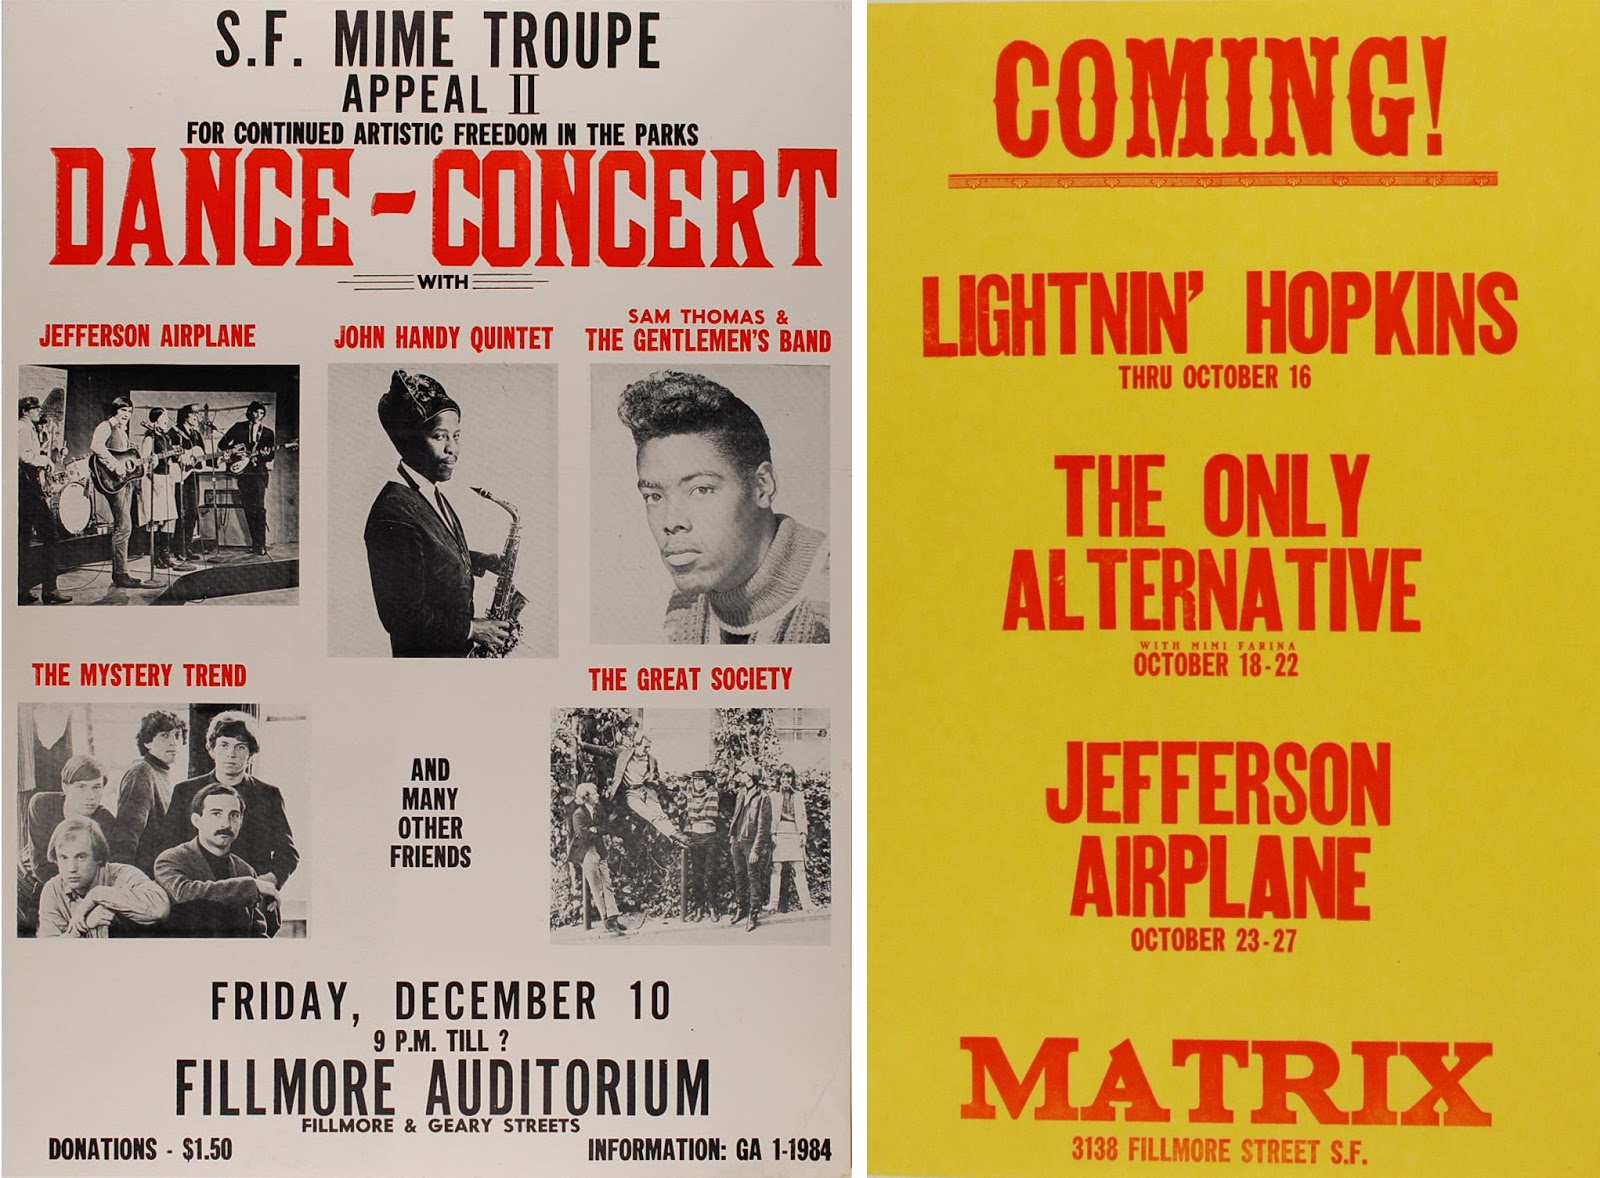 S.F. MIME TROUPE
APPEAL II
FOR CONTINUED ARTISTIC FREEDOM IN THE PARKS
DANCE-CONCERT
WITH
JEFFERSON AIRPLANE
JOHN HANDY QUINTET
SAM THOMAS &
THE GENTLEMEN'S BAND
THE MYSTERY TREND
AND
MANY
OTHER
FRIENDS
THE GREAT SOCIETY
FRIDAY, DECEMBER 10
9 P.M. TILL ?
FILLMORE AUDITORIUM
FILLMORE & GEARY STREETS
DONATIONS - $1.50
INFORMATION: GA 1-1984
COMING!
LIGHTNIN' HOPKINS
THRU OCTOBER 16
THE ONLY
ALTERNATIVE
WITH MIMI FARINA
OCTOBER 18-22
JEFFERSON
AIRPLANE
OCTOBER 23-27
MATRIX
3138 FILLMORE STREET S.F.